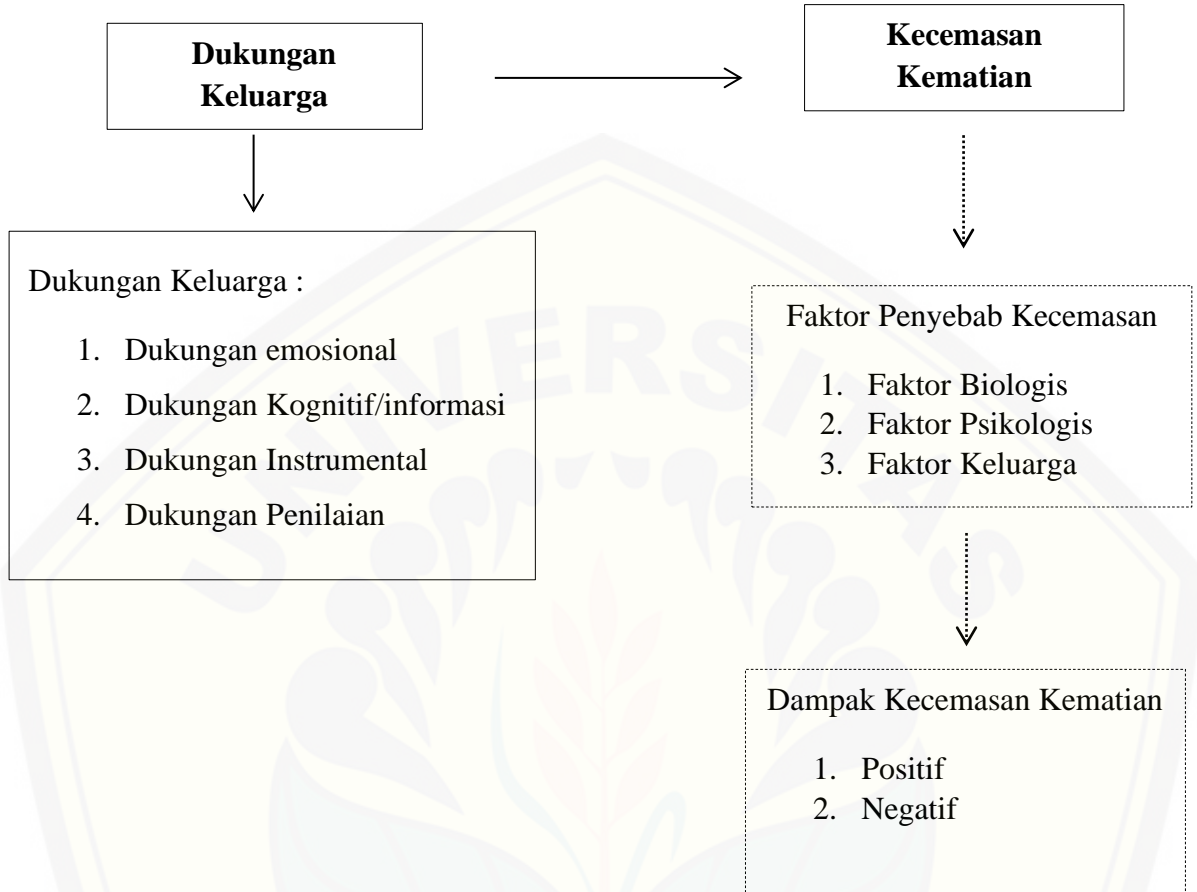 Dukungan
Keluarga
Kecemasan
Kematian
Dukungan Keluarga :
1. Dukungan emosional
2. Dukungan Kognitif/informasi
3. Dukungan Instrumental
4. Dukungan Penilaian
Faktor Penyebab Kecemasan
1. Faktor Biologis
2. Faktor Psikologis
3. Faktor Keluarga
Dampak Kecemasan Kematian
1. Positif
2. Negatif
UNIVERSITAS